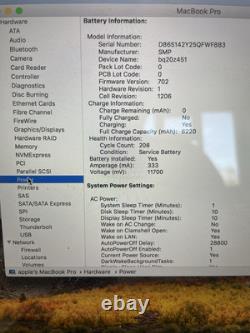 MacBook Pro
Hardware
ATA
Audio
Bluetooth
Camera
Card Reader
Diagnostics
Disc Burning
Ethernet Cards
Fibre Channel
FireWire
Graphics/Displays
Hardware RAID
Memory
NVMExpress
PCI
Parallel SCSI
Power
Printers
SAS
SATA/SATA Express
SPI
Storage
Thunderbolt
USB
Network
Firewall
Locations
Volumes
Battery Information:
Model Information:
Serial Number: D865142Y25QFWFBB3
Manufacturer: SMP
Device Name: bq20z451
Pack Lot Code: 0
PCB Lot Code: 0
Firmware Version: 702
Hardware Revision: 1
Cell Revision: 1206
Charge Information:
Charge Remaining (mAh): 0
Fully Charged: No
Charging: Yes
Full Charge Capacity (mAh): 6220
Health Information:
Cycle Count: 208
Condition: Service Battery
Battery Installed: Yes
Amperage (mA): 333
Voltage (mV): 11700
System Power Settings:
AC Power:
System Sleep Timer (Minutes): 1
Disk Sleep Timer (Minutes): 10
Display Sleep Timer (Minutes): 10
Wake on AC Change: No
Wake on Clamshell Open: Yes
Wake on LAN: Yes
AutoPowerOff Delay: 28800
AutoPowerOff Enabled: Yes
Current Power Source: Yes
DarkWakeBackgroundTasks: 1
apple's MacBook Pro › Hardware › Power